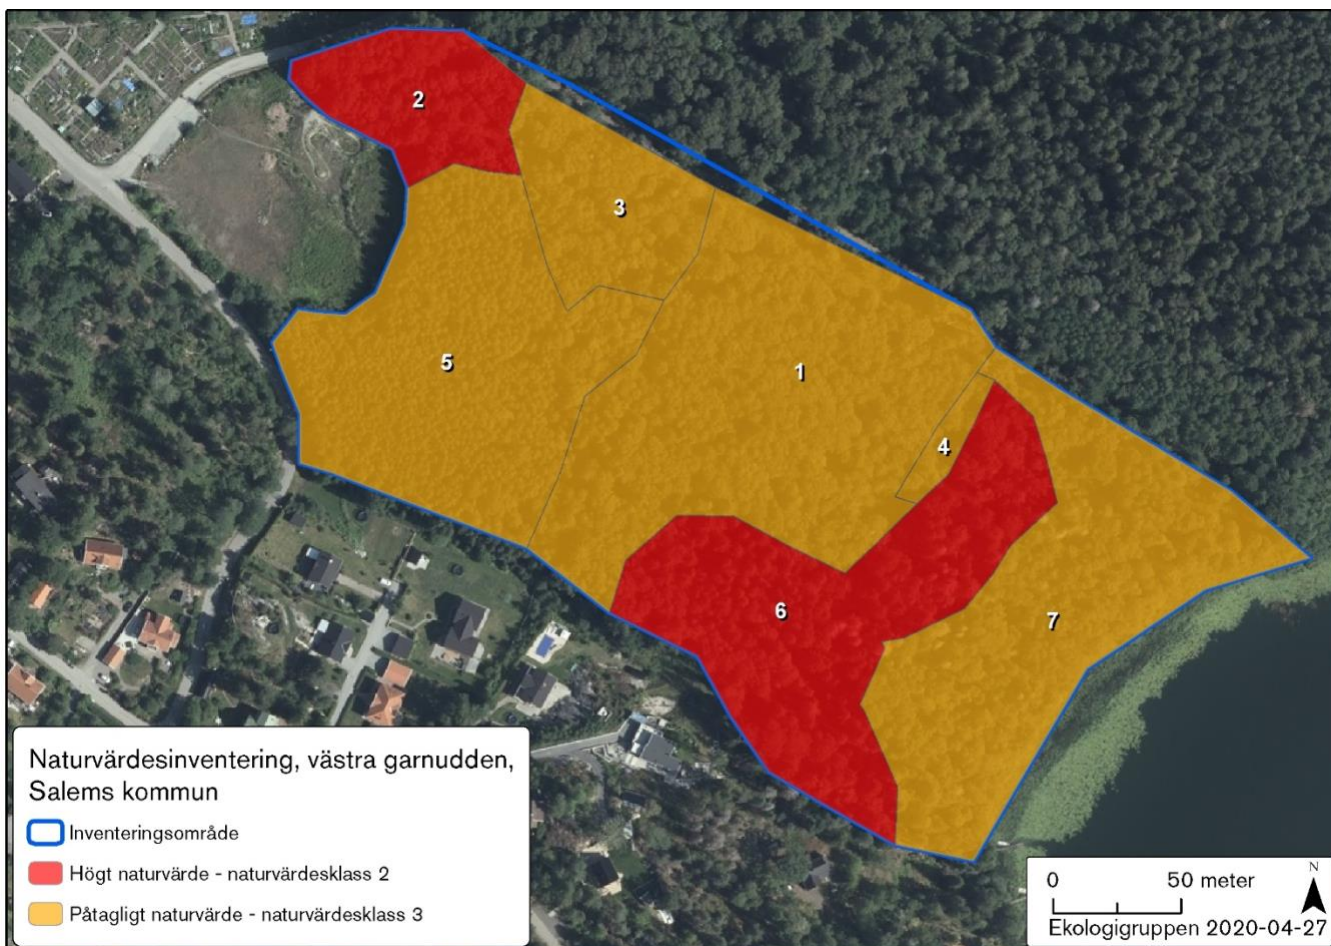 2
3
5
1
4
6
7
Naturvärdesinventering, västra garnudden,
Salems kommun
Inventeringsområde
Högt naturvärde - naturvärdesklass 2
Påtagligt naturvärde - naturvärdesklass 3
N
0 50 meter
Ekologigruppen 2020-04-27